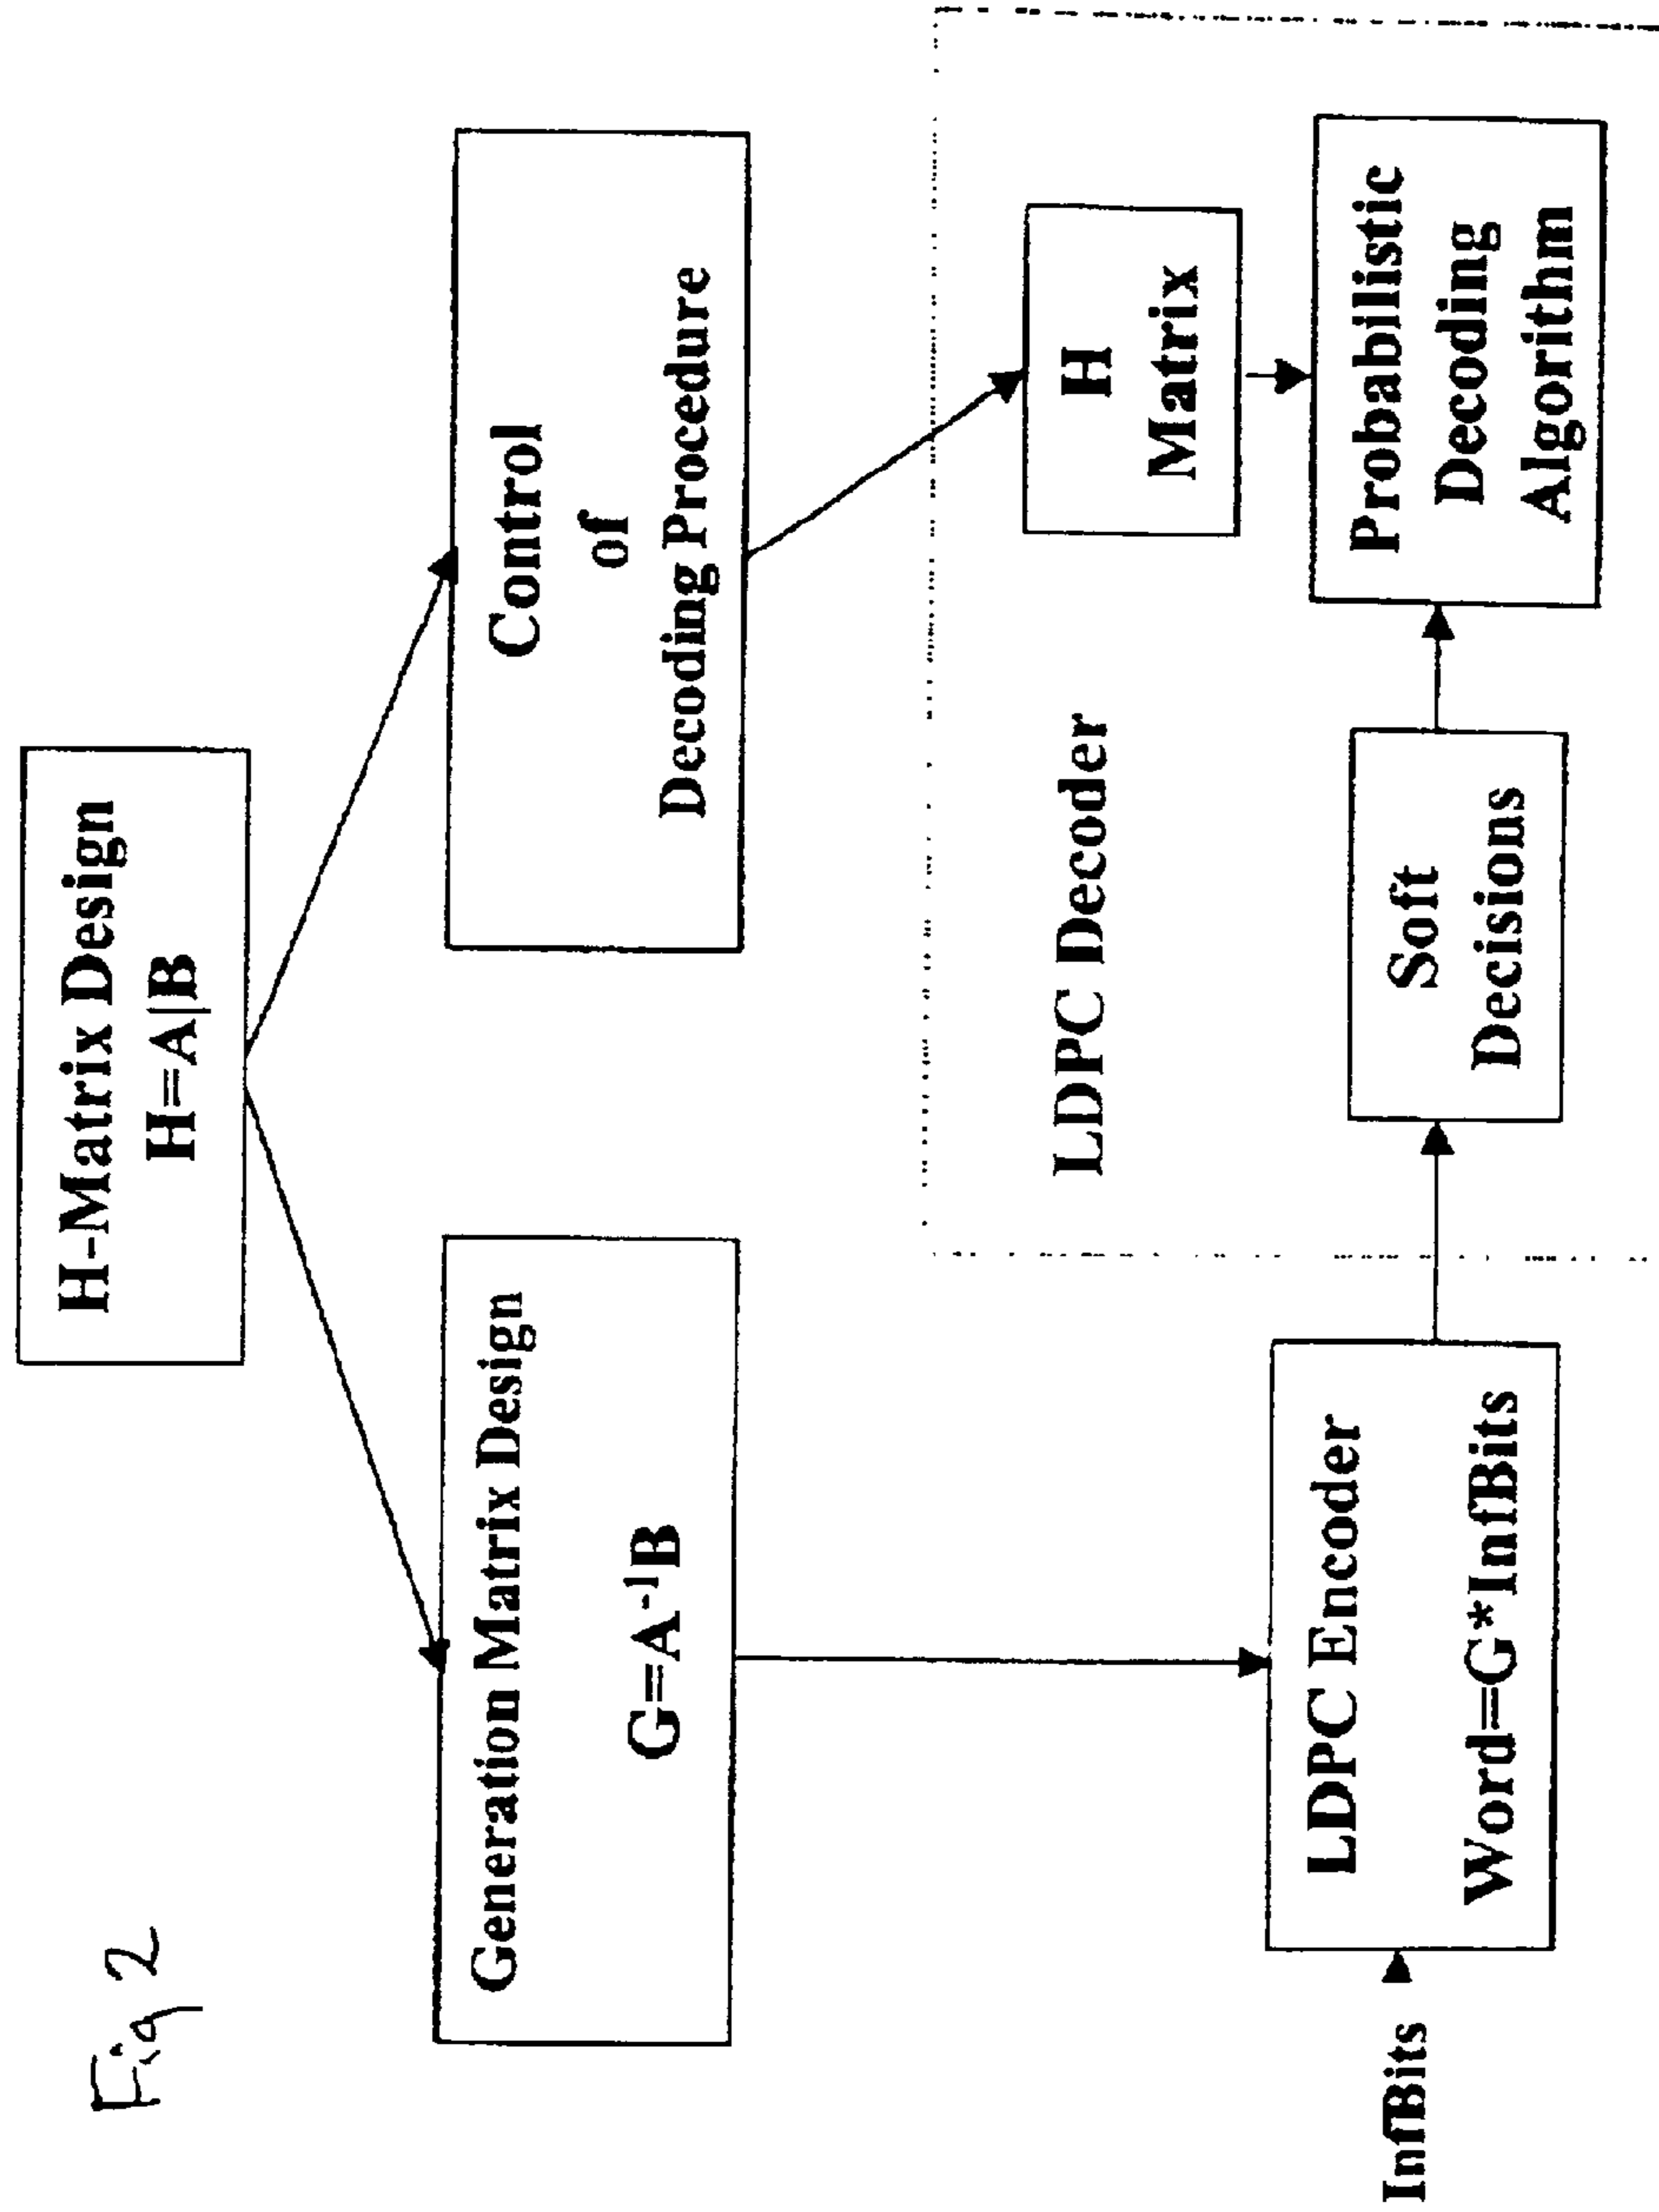 Fig 2
H-Matrix Design
H=A|B
Generation Matrix Design
G=A⁻¹B
Control
of
Decoding Procedure
LDPC Decoder
H
Matrix
InfBits
LDPC Encoder
Word=G*InfBits
Soft
Decisions
Probabilistic
Decoding
Algorithm